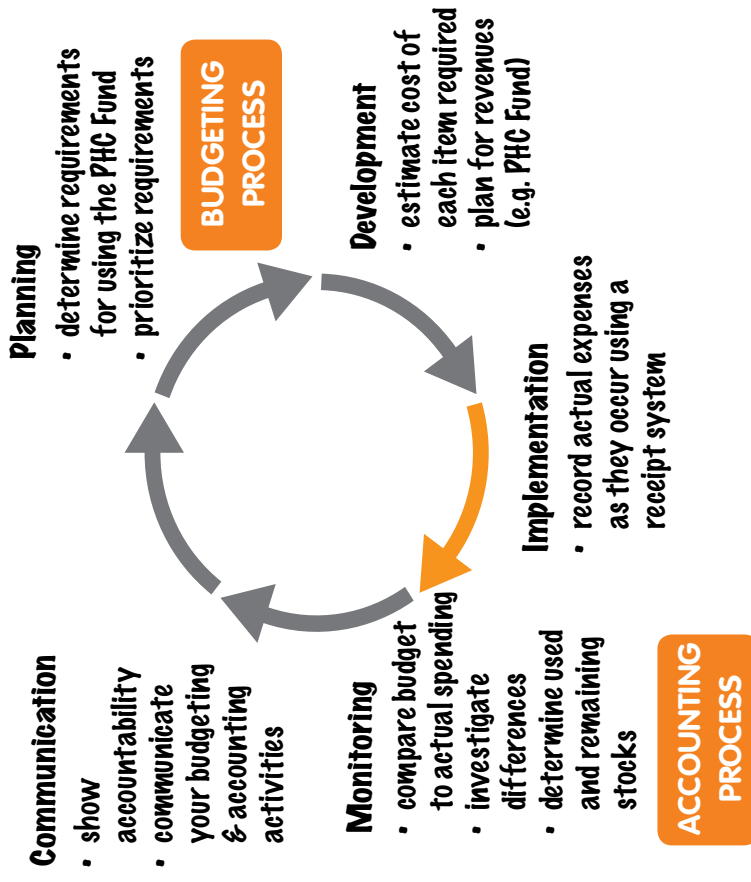 Planning
• determine requirements
for using the PHC Fund
• prioritize requirements
BUDGETING
PROCESS
Development
• estimate cost of
each item required
• plan for revenues
(e.g. PHC Fund)
Implementation
• record actual expenses
as they occur using a
receipt system
Monitoring
• compare budget
to actual spending
• investigate
differences
• determine used
and remaining
stocks
ACCOUNTING
PROCESS
Communication
• show
accountability
• communicate
your budgeting
& accounting
activities